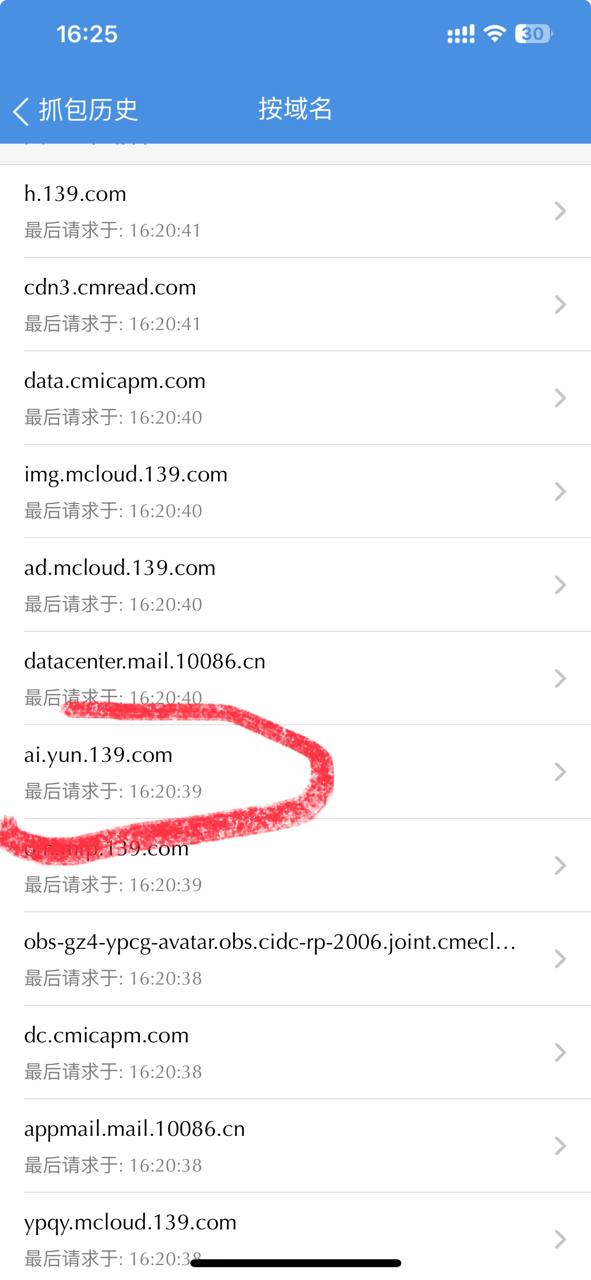 16:25
30
抓包历史
按域名
h.139.com
最后请求于: 16:20:41
cdn3.cmread.com
最后请求于: 16:20:41
data.cmicapm.com
最后请求于: 16:20:40
img.mcloud.139.com
最后请求于: 16:20:40
ad.mcloud.139.com
最后请求于: 16:20:40
datacenter.mail.10086.cn
最后请求于: 16:20:40
ai.yun.139.com
最后请求于: 16:20:39
.139.com
最后请求于: 16:20:39
obs-gz4-ypcg-avatar.obs.cidc-rp-2006.joint.cmecl...
最后请求于: 16:20:38
dc.cmicapm.com
最后请求于: 16:20:38
appmail.mail.10086.cn
最后请求于: 16:20:38
ypqy.mcloud.139.com
最后请求于: 16:20:38